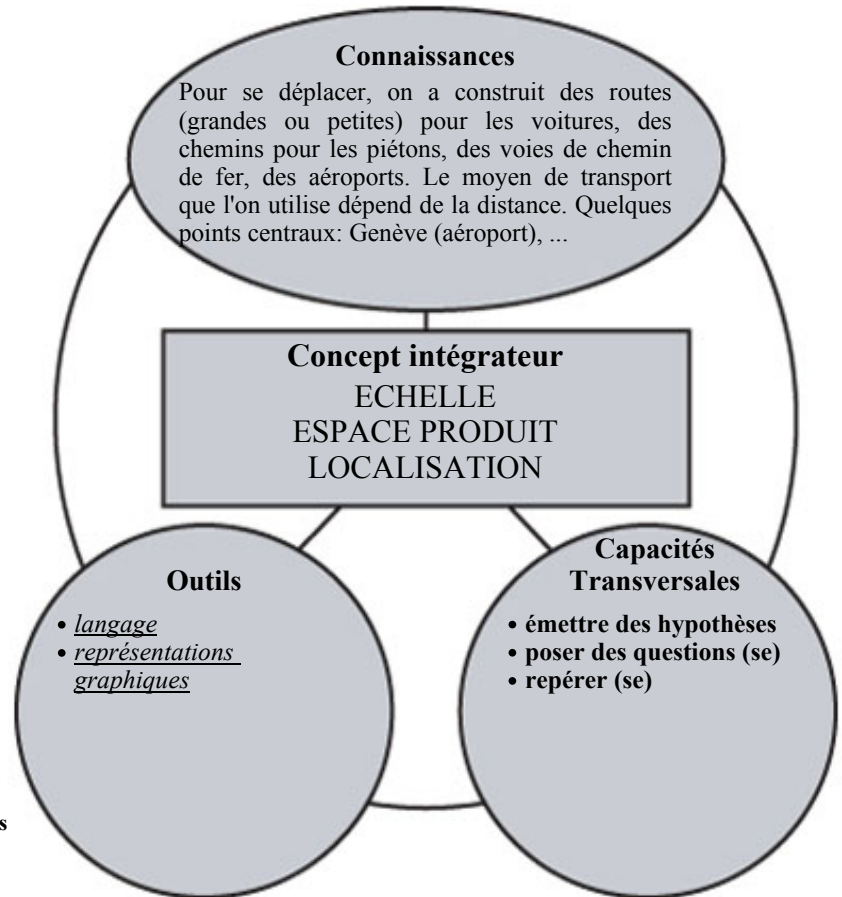 Connaissances
Pour se déplacer, on a construit des routes
(grandes ou petites) pour les voitures, des
chemins pour les piétons, des voies de chemin
de fer, des aéroports. Le moyen de transport
que l'on utilise dépend de la distance. Quelques
points centraux: Genève (aéroport), ...
Concept intégrateur
ECHELLE
ESPACE PRODUIT
LOCALISATION
Outils
• langage
• représentations
graphiques
Capacités
Transversales
• émettre des hypothèses
• poser des questions (se)
• repérer (se)
s